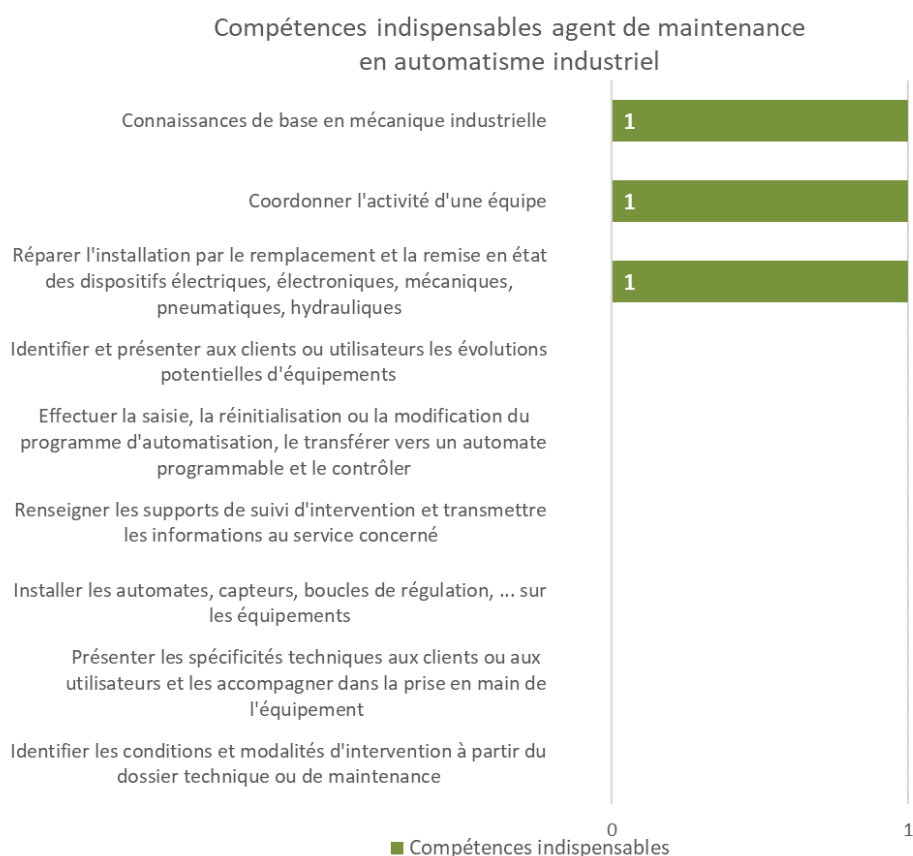 Compétences indispensables agent de maintenance
en automatisme industriel
Connaissances de base en mécanique industrielle
1
Coordonner l'activité d'une équipe
1
Réparer l'installation par le remplacement et la remise en état
des dispositifs électriques, électroniques, mécaniques,
pneumatiques, hydrauliques
1
Identifier et présenter aux clients ou utilisateurs les évolutions
potentielles d'équipements
Effectuer la saisie, la réinitialisation ou la modification du
programme d'automatisation, le transférer vers un automate
programmable et le contrôler
Renseigner les supports de suivi d'intervention et transmettre
les informations au service concerné
Installer les automates, capteurs, boucles de régulation, ... sur
les équipements
Présenter les spécificités techniques aux clients ou aux
utilisateurs et les accompagner dans la prise en main de
l'équipement
Identifier les conditions et modalités d'intervention à partir du
dossier technique ou de maintenance
0 1
Compétences indispensables